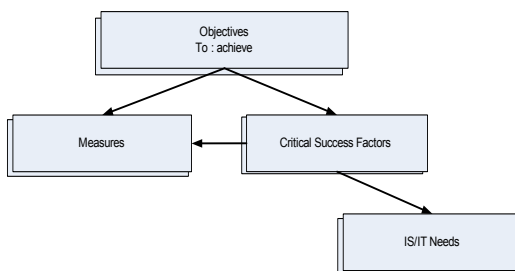 Objectives
To : achieve
Measures
Critical Success Factors
IS/IT Needs